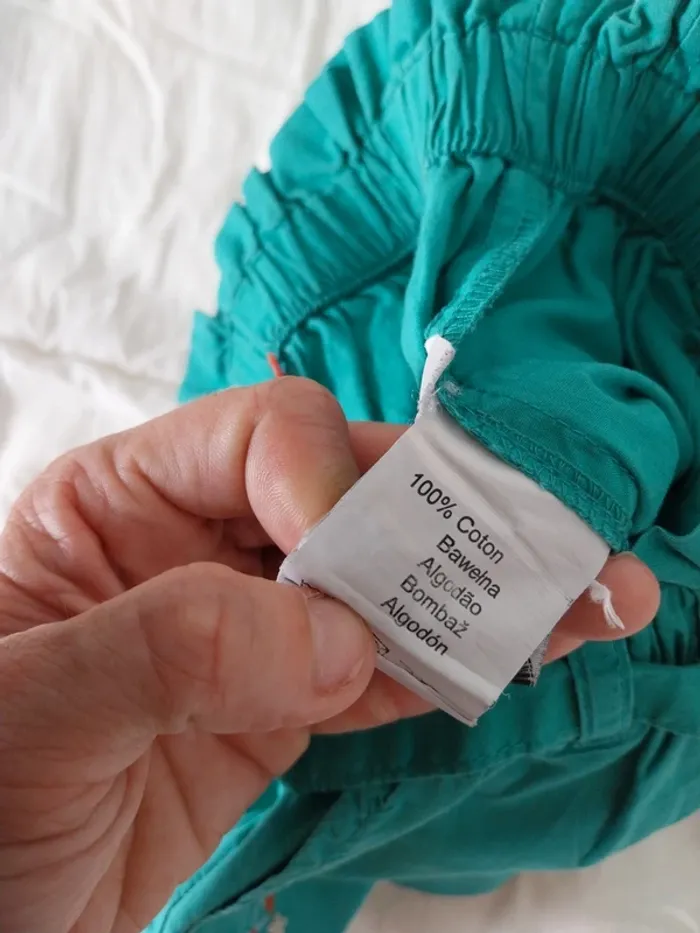 100% Coton
Bawełna
Algodão
Bombaž
Algodón